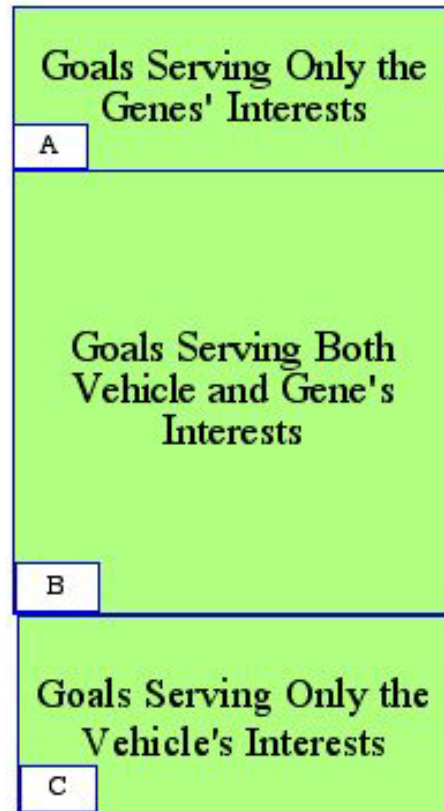 Goals Serving Only the
Genes' Interests
A
Goals Serving Both
Vehicle and Gene's
Interests
B
Goals Serving Only the
Vehicle's Interests
C